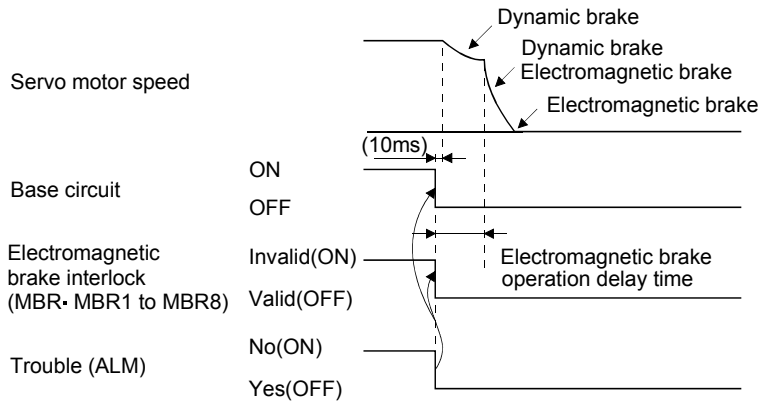 Dynamic brake
Dynamic brake
Electromagnetic brake
Servo motor speed
Electromagnetic brake
(10ms)
ON
Base circuit
OFF
Electromagnetic
brake interlock
(MBR· MBR1 to MBR8)
Invalid(ON)
Electromagnetic brake
operation delay time
Valid(OFF)
No(ON)
Trouble (ALM)
Yes(OFF)